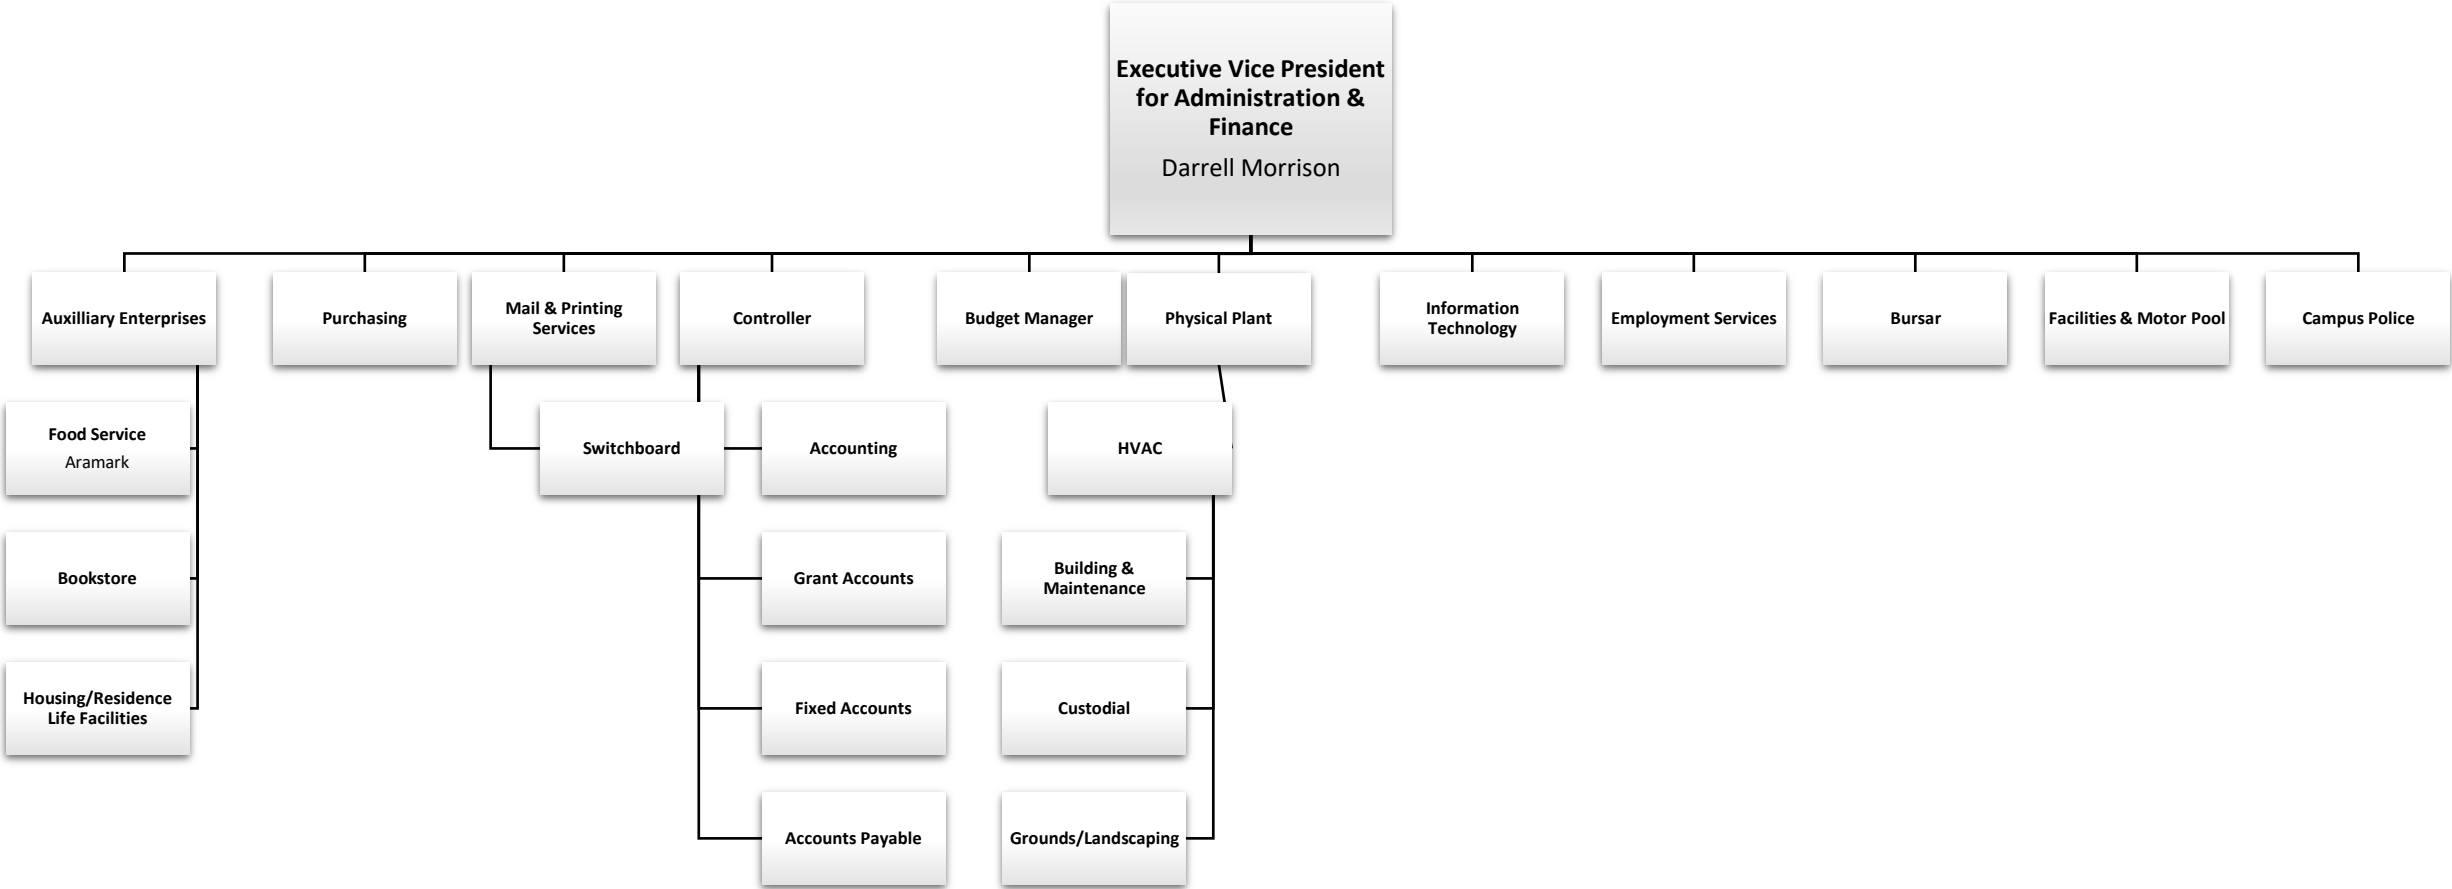 Executive Vice President
for Administration &
Finance
Darrell Morrison
Auxilliary Enterprises
Purchasing
Mail & Printing
Services
Controller
Budget Manager
Physical Plant
Information
Technology
Employment Services
Bursar
Facilities & Motor Pool
Campus Police
Food Service
Aramark
Switchboard
Accounting
HVAC
Bookstore
Grant Accounts
Building &
Maintenance
Housing/Residence
Life Facilities
Fixed Accounts
Custodial
Accounts Payable
Grounds/Landscaping